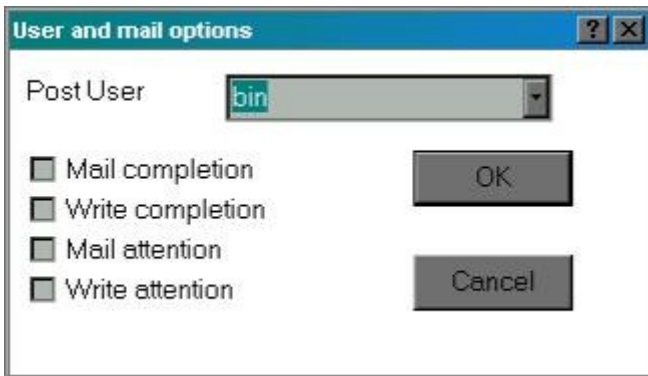 User and mail options
Post User
bin
Mail completion
Write completion
Mail attention
Write attention
OK
Cancel